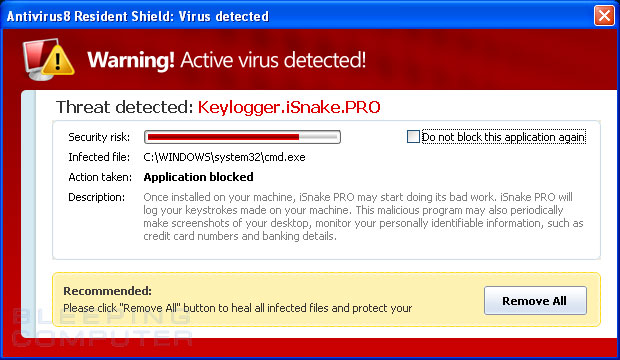 Antivirus8 Resident Shield: Virus detected
Warning! Active virus detected!
Threat detected: Keylogger.iSnake.PRO
Security risk:
Do not block this application again
Infected file: C:\WINDOWS\system32\cmd.exe
Action taken: Application blocked
Description: Once installed on your machine, iSnake PRO may start doing its bad work. iSnake PRO will
log your keystrokes made on your machine. This malicious program may also periodically
make screenshots of your desktop, monitor your personally identifiable information, such as
credit card numbers and banking details.
Recommended:
Please click "Remove All" button to heal all infected files and protect your
Remove All
BLEEPING
COMPUTER